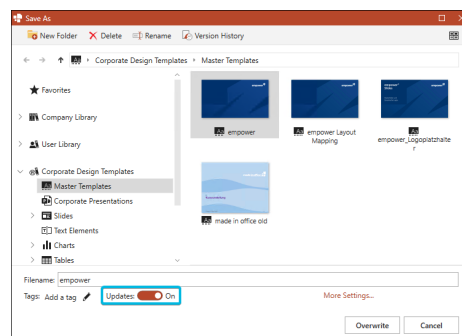 Save As
New Folder Delete Rename Version History
Corporate Design Templates Master Templates
Favorites
Company Library
User Library
Corporate Design Templates
Master Templates
Corporate Presentations
Slides
Text Elements
Charts
Tables
empower
empower Layout
Mapping
empower_Logoplatzhalte
r
made in office old
Filename: empower
Tags: Add a tag Updates: On More Settings...
Overwrite Cancel